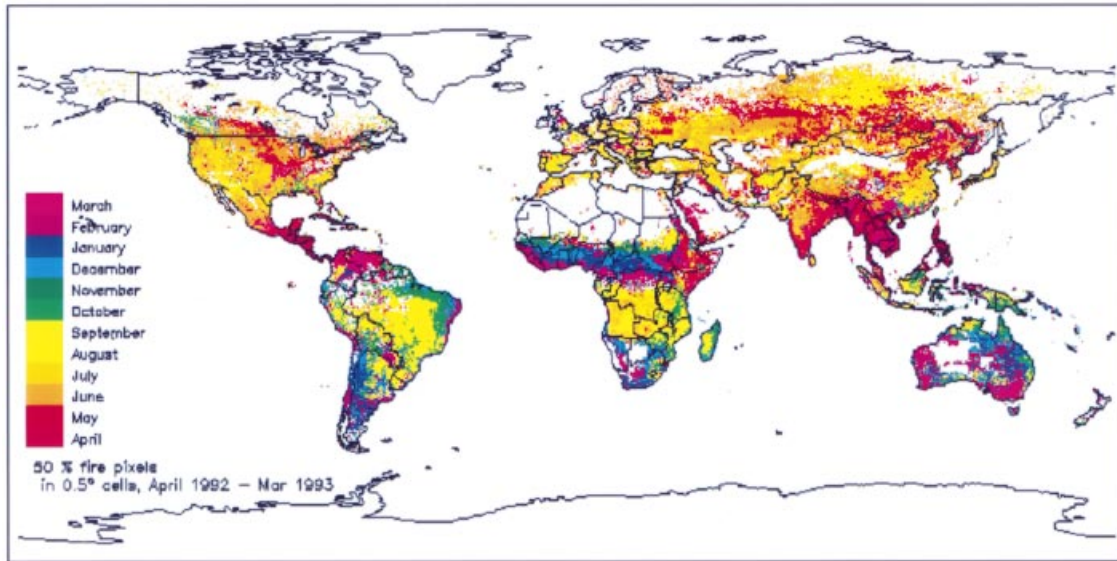 March
February
January
December
November
October
September
August
July
June
May
April
50 % fire pixels
in 0.5° cells, April 1992 – Mar 1993